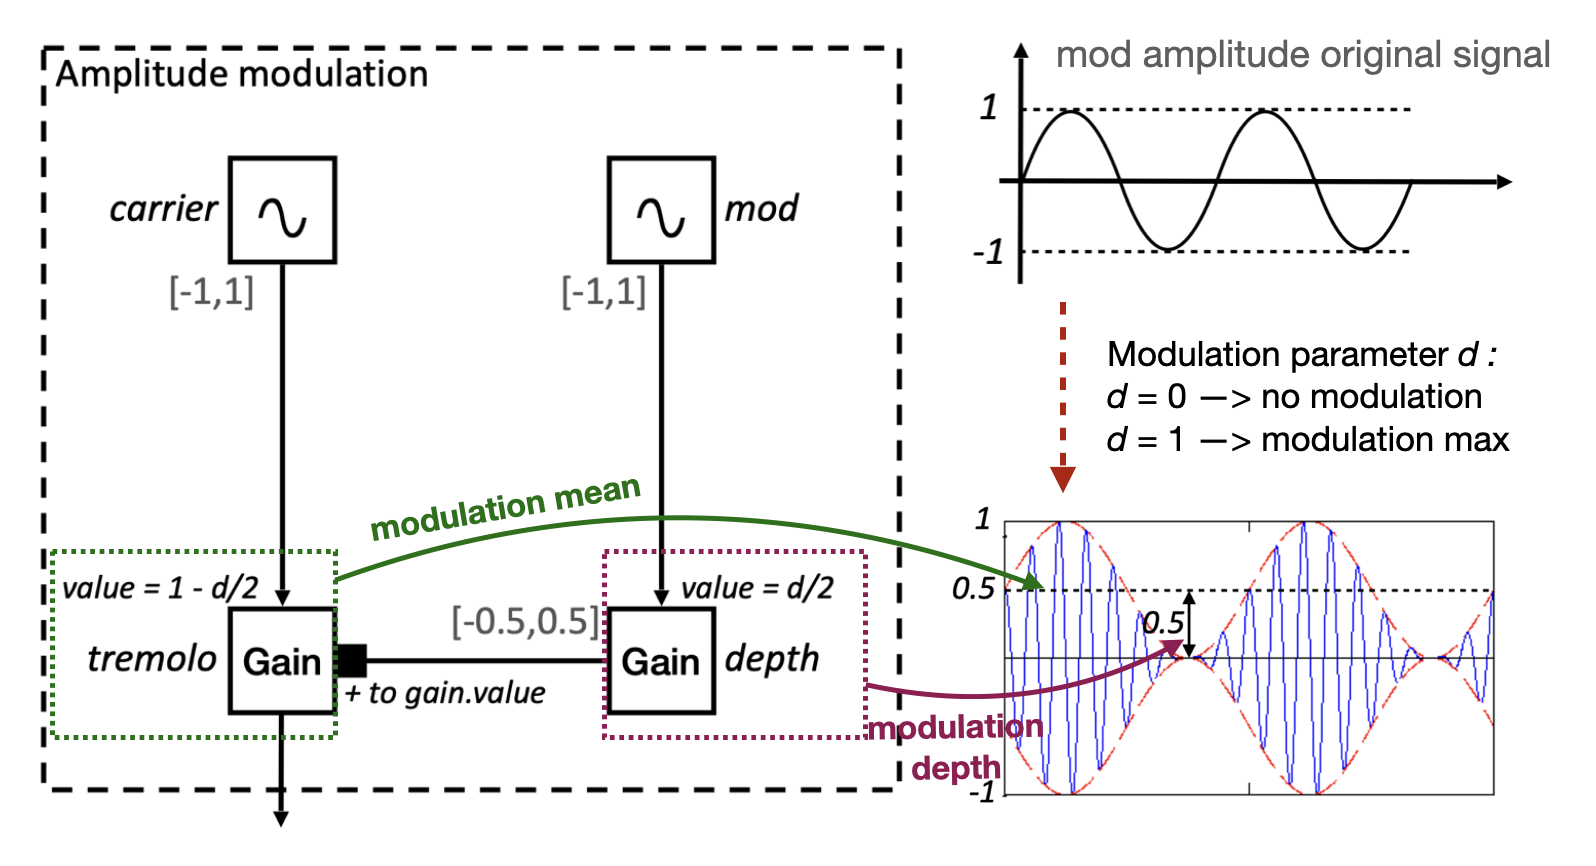 Amplitude modulation
mod amplitude original signal
1
-1
carrier
mod
[-1,1]
[-1,1]
Modulation parameter d :
d = 0 —> no modulation
d = 1 —> modulation max
modulation mean
value = 1 - d/2
value = d/2
[-0.5,0.5]
tremolo
Gain
Gain
depth
+ to gain.value
modulation
depth
1
0.5
0.5
-1